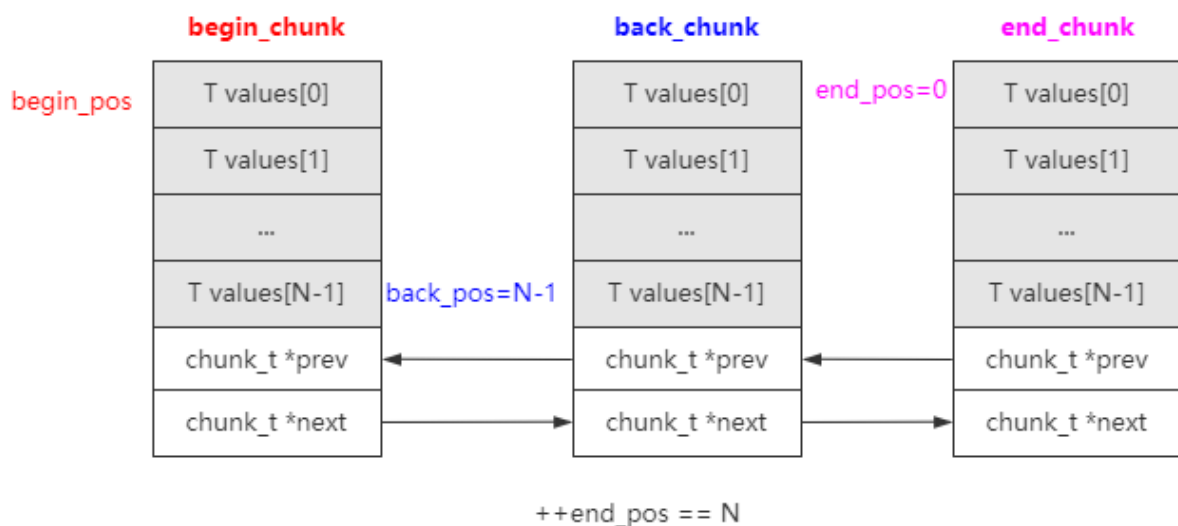 begin_chunk back_chunk end_chunk
begin_pos T values[0] T values[0] end_pos=0 T values[0]
T values[1] T values[1] T values[1]
... ... ...
T values[N-1] back_pos=N-1 T values[N-1] T values[N-1]
chunk_t *prev chunk_t *prev chunk_t *prev
chunk_t *next chunk_t *next chunk_t *next
++end_pos == N